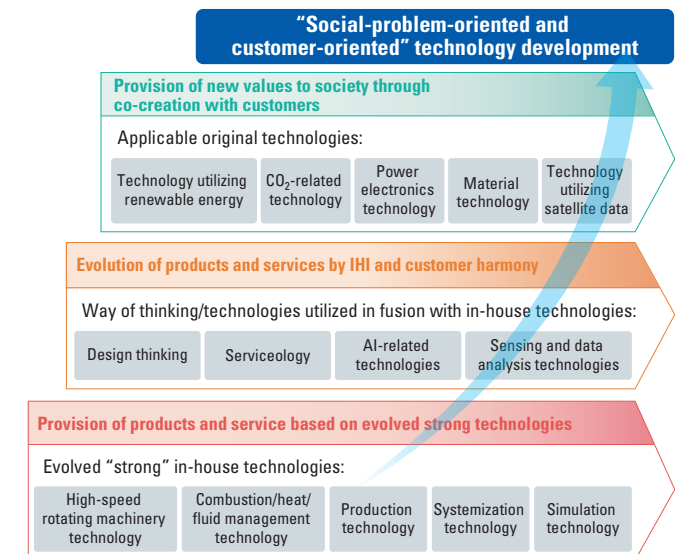 “Social-problem-oriented and
customer-oriented” technology development
Provision of new values to society through
co-creation with customers
Applicable original technologies:
Technology utilizing
renewable energy
CO₂-related
technology
Power
electronics
technology
Material
technology
Technology
utilizing
satellite data
Evolution of products and services by IHI and customer harmony
Way of thinking/technologies utilized in fusion with in-house technologies:
Design thinking
Serviceology
AI-related
technologies
Sensing and data
analysis technologies
Provision of products and service based on evolved strong technologies
Evolved “strong” in-house technologies:
High-speed
rotating machinery
technology
Combustion/heat/
fluid management
technology
Production
technology
Systemization
technology
Simulation
technology